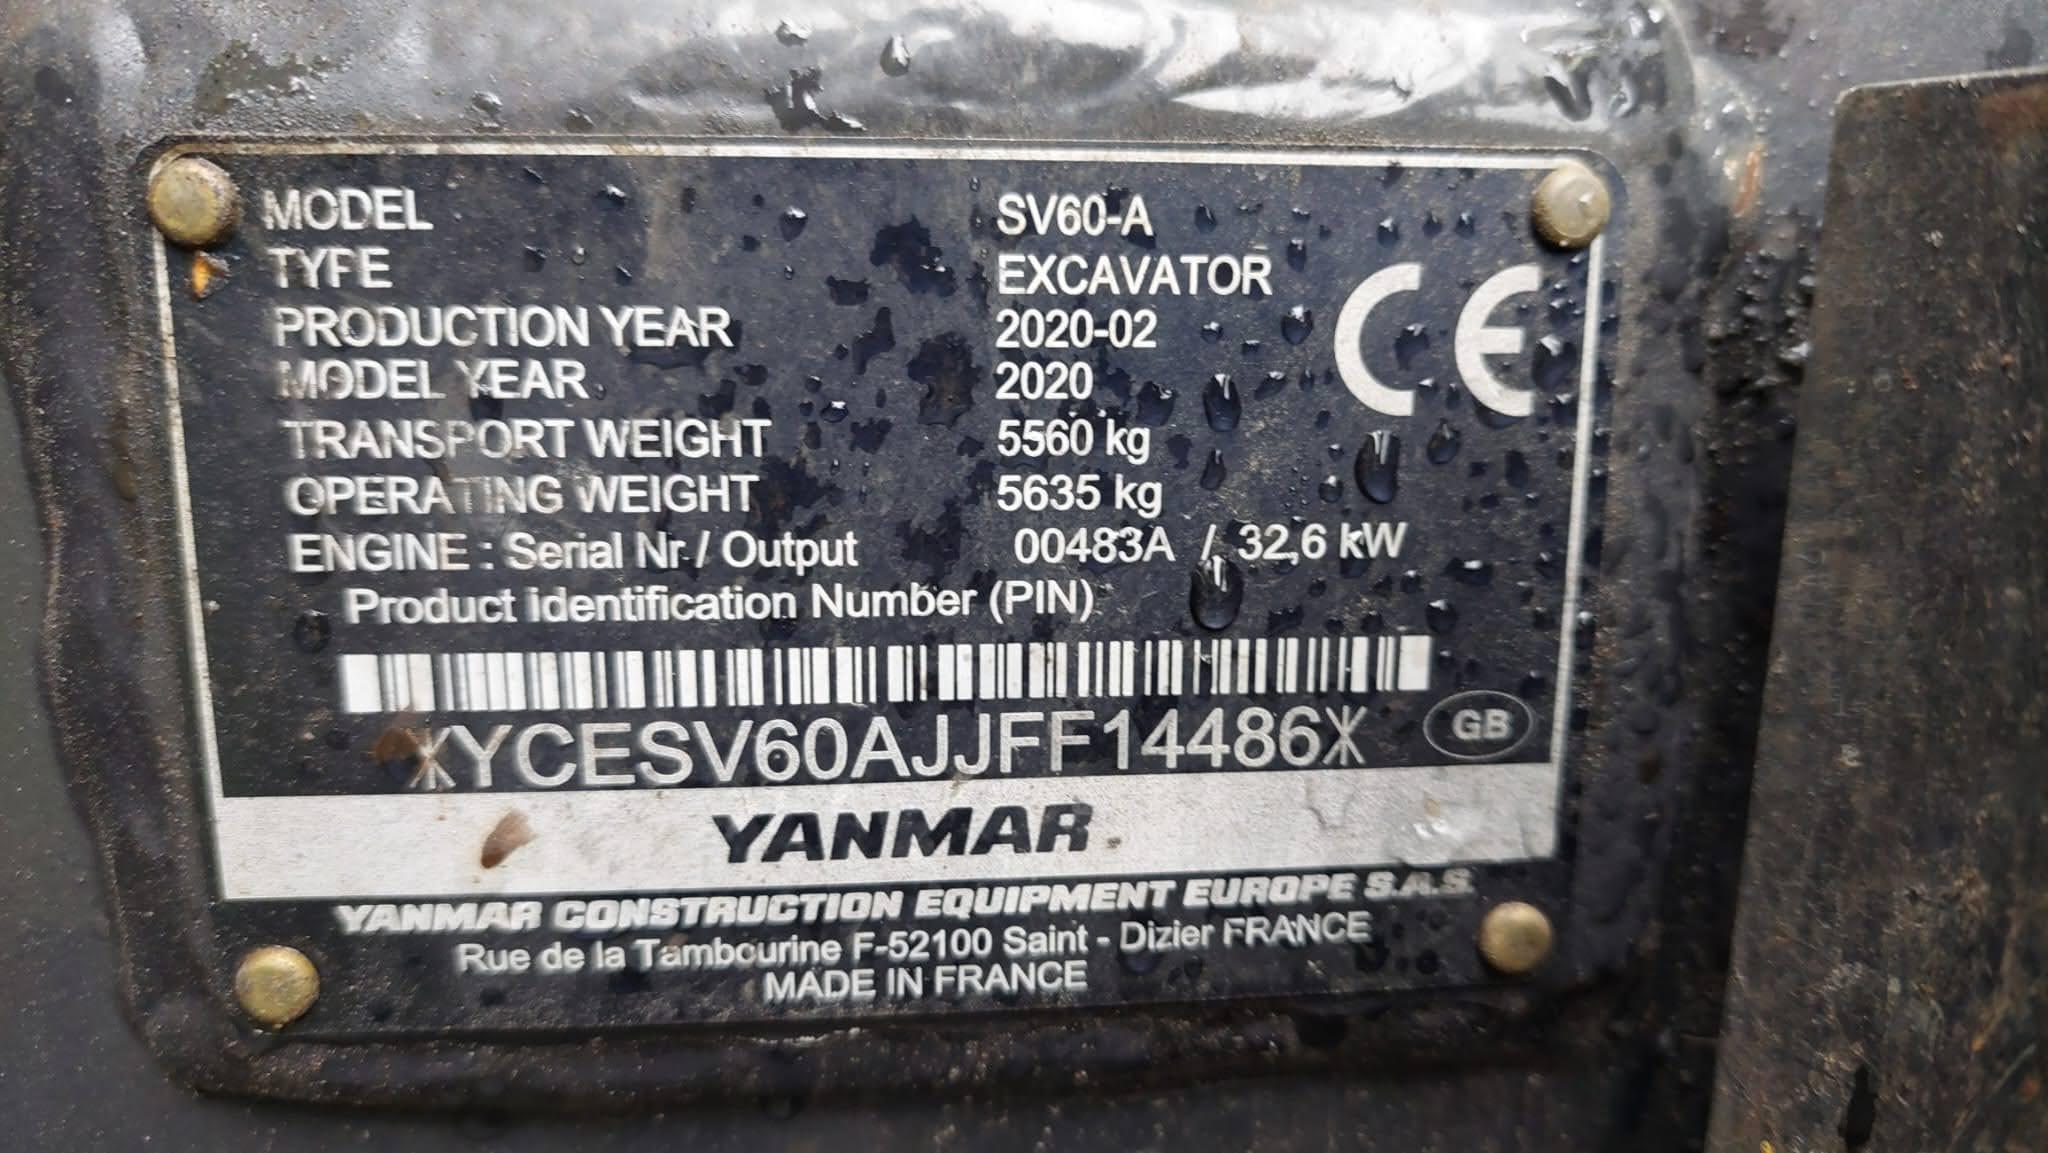 MODEL SV60-A
TYPE EXCAVATOR
PRODUCTION YEAR 2020-02
MODEL YEAR 2020
TRANSPORT WEIGHT 5560 kg
OPERATING WEIGHT 5635 kg
ENGINE : Serial Nr / Output 00483A / 32,6 kW
Product identification Number (PIN)
*YCESV60AJJFF14486*
CE
GB
YANMAR
YANMAR CONSTRUCTION EQUIPMENT EUROPE S.A.S.
Rue de la Tambourine F-52100 Saint - Dizier FRANCE
MADE IN FRANCE